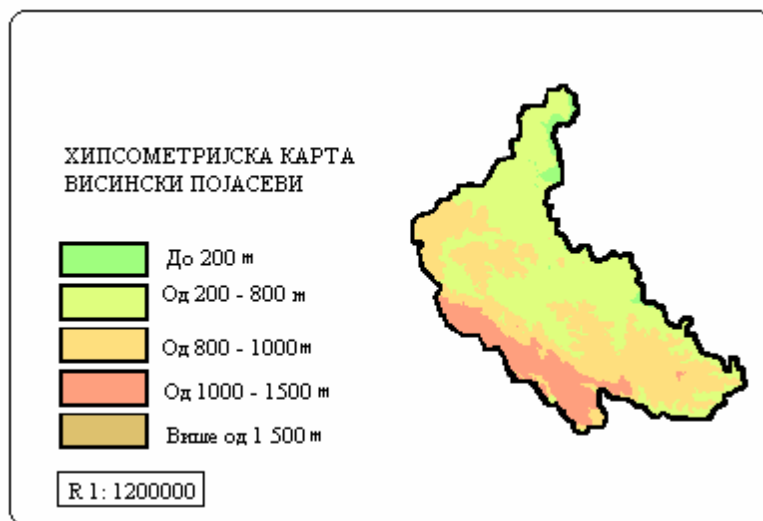 ХИПСОМЕТРИЈСКА КАРТА
ВИСИНСКИ ПОЈАСЕВИ
До 200 m
Од 200 - 800 m
Од 800 - 1000m
Од 1000 - 1500 m
Више од 1 500 m
R 1: 1200000